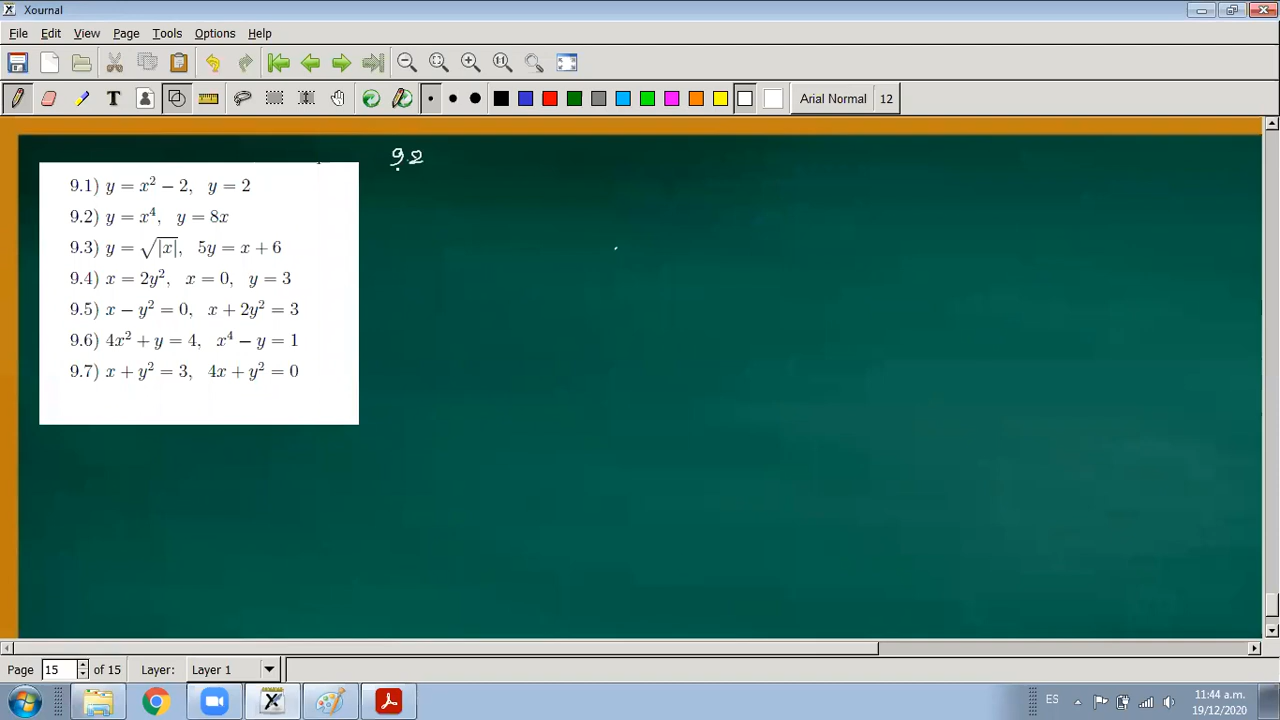 Xournal
File Edit View Page Tools Options Help
T Arial Normal 12
9.2
9.1) y = x² − 2, y = 2
9.2) y = x⁴, y = 8x
9.3) y = √|x|, 5y = x + 6
9.4) x = 2y², x = 0, y = 3
9.5) x − y² = 0, x + 2y² = 3
9.6) 4x² + y = 4, x⁴ − y = 1
9.7) x + y² = 3, 4x + y² = 0
Page 15 of 15 Layer: Layer 1
ES 11:44 a.m.
19/12/2020